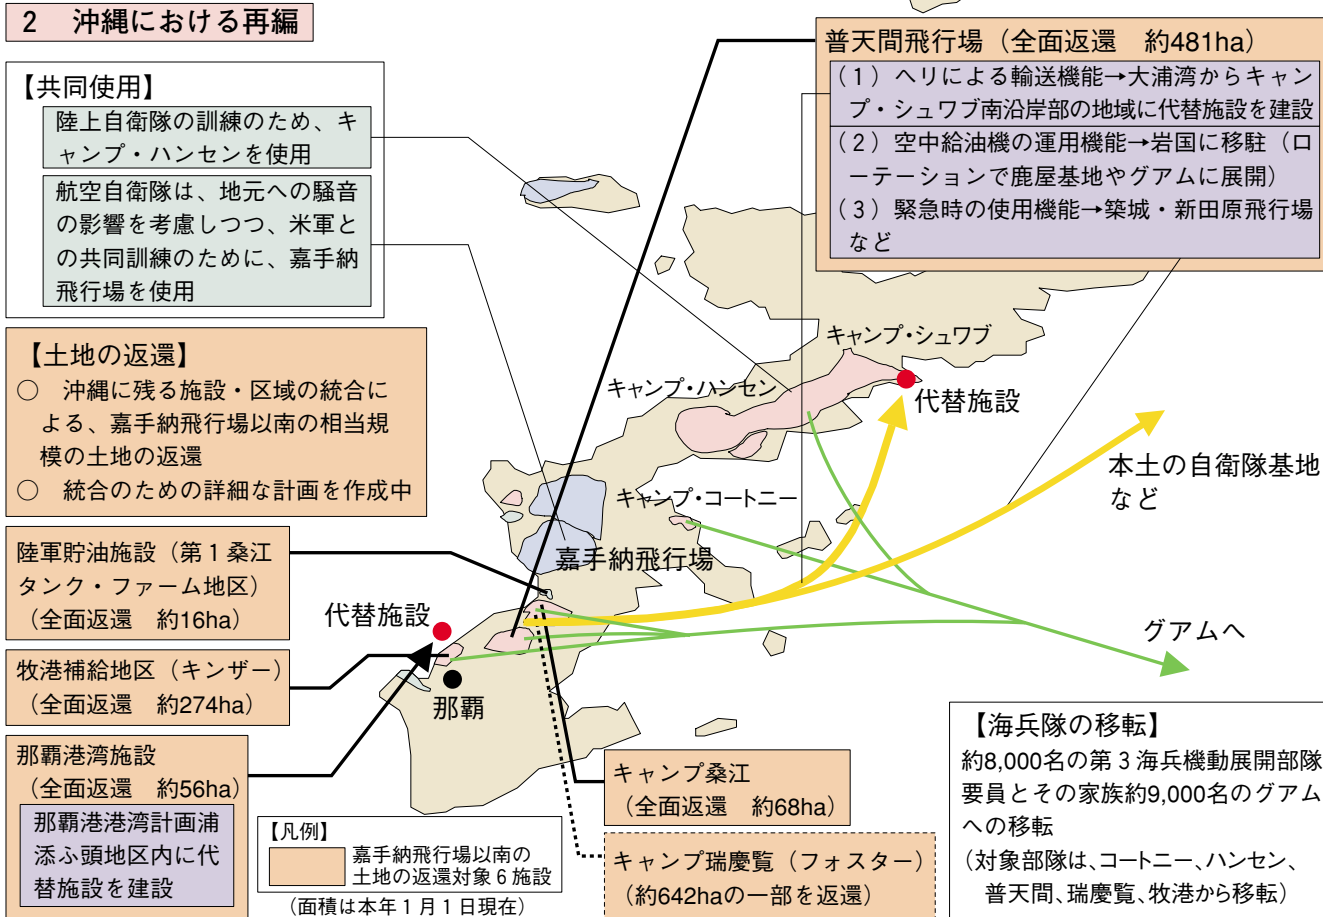 2 沖縄における再編
【共同使用】
陸上自衛隊の訓練のため、キ
ャンプ・ハンセンを使用
航空自衛隊は、地元への騒音
の影響を考慮しつつ、米軍と
の共同訓練のために、嘉手納
飛行場を使用
普天間飛行場（全面返還 約481ha）
（1）ヘリによる輸送機能→大浦湾からキャン
プ・シュワブ南沿岸部の地域に代替施設を建設
（2）空中給油機の運用機能→岩国に移駐（ロ
ーテーションで鹿屋基地やグアムに展開）
（3）緊急時の使用機能→築城・新田原飛行場
など
【土地の返還】
○ 沖縄に残る施設・区域の統合に
よる、嘉手納飛行場以南の相当規
模の土地の返還
○ 統合のための詳細な計画を作成中
キャンプ・シュワブ
キャンプ・ハンセン
代替施設
本土の自衛隊基地
など
キャンプ・コートニー
嘉手納飛行場
陸軍貯油施設（第1桑江
タンク・ファーム地区）
（全面返還 約16ha）
代替施設
グアムへ
牧港補給地区（キンザー）
（全面返還 約274ha）
那覇
那覇港湾施設
（全面返還 約56ha）
那覇港港湾計画浦
添ふ頭地区内に代
替施設を建設
【凡例】
嘉手納飛行場以南の
土地の返還対象6施設
（面積は本年1月1日現在）
キャンプ桑江
（全面返還 約68ha）
キャンプ瑞慶覧（フォスター）
（約642haの一部を返還）
【海兵隊の移転】
約8,000名の第3海兵機動展開部隊
要員とその家族約9,000名のグアム
への移転
（対象部隊は、コートニー、ハンセン、
普天間、瑞慶覧、牧港から移転）